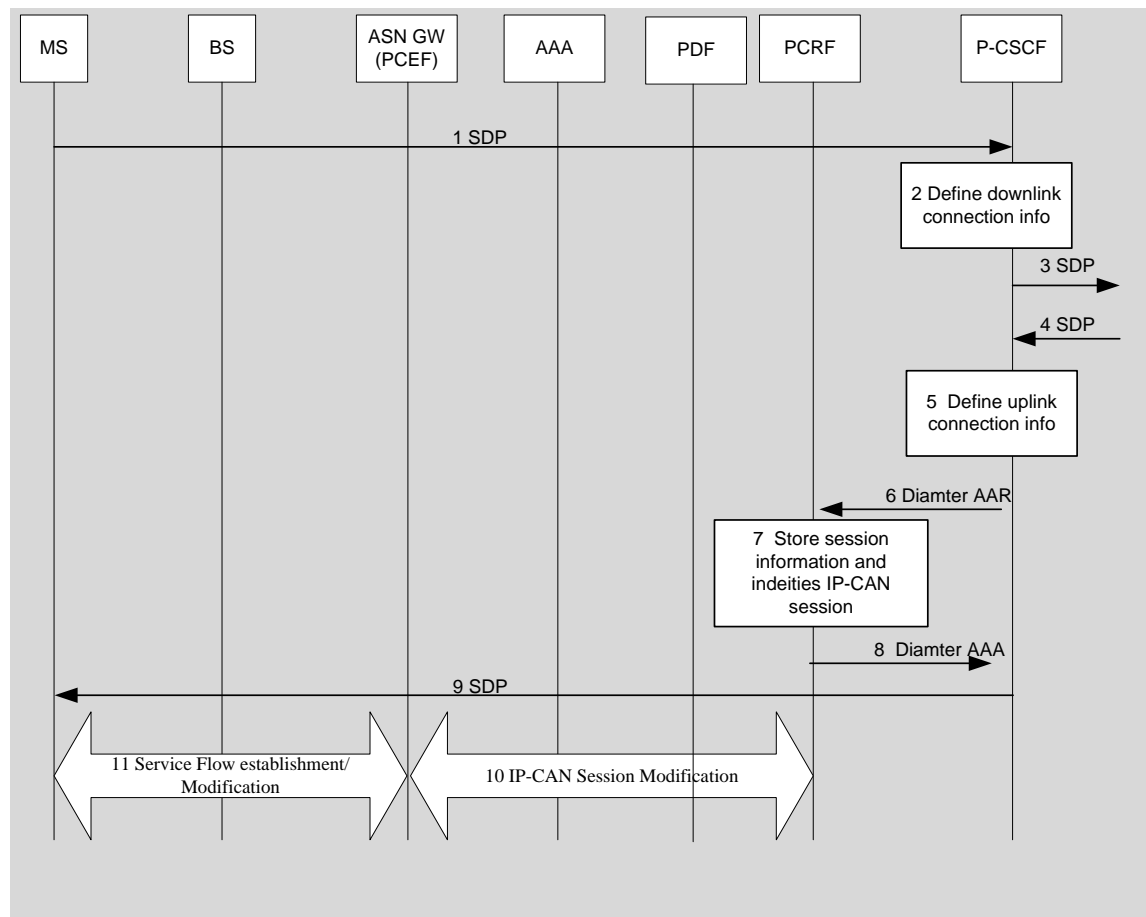 MS
BS
ASN GW
(PCEF)
AAA
PDF
PCRF
P-CSCF
1 SDP
2 Define downlink
connection info
3 SDP
4 SDP
5 Define uplink
connection info
6 Diamter AAR
7 Store session
information and
indeities IP-CAN
session
8 Diamter AAA
9 SDP
11 Service Flow establishment/
Modification
10 IP-CAN Session Modification